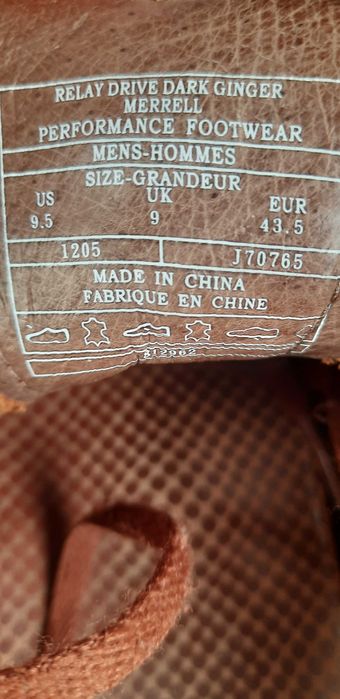 RELAY DRIVE DARK GINGER
MERRELL
PERFORMANCE FOOTWEAR
MENS-HOMMES
SIZE-GRANDEUR
US UK EUR
9.5 9 43.5
1205 J70765
MADE IN CHINA
FABRIQUE EN CHINE